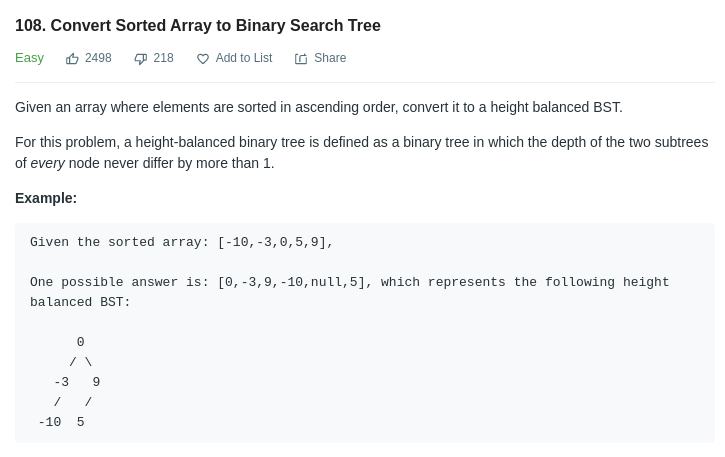 108. Convert Sorted Array to Binary Search Tree
Easy 2498 218 Add to List Share
Given an array where elements are sorted in ascending order, convert it to a height balanced BST.
For this problem, a height-balanced binary tree is defined as a binary tree in which the depth of the two subtrees
of every node never differ by more than 1.
Example:
Given the sorted array: [-10,-3,0,5,9],
One possible answer is: [0,-3,9,-10,null,5], which represents the following height
balanced BST:
      0
     / \
   -3   9
   /   /
 -10  5